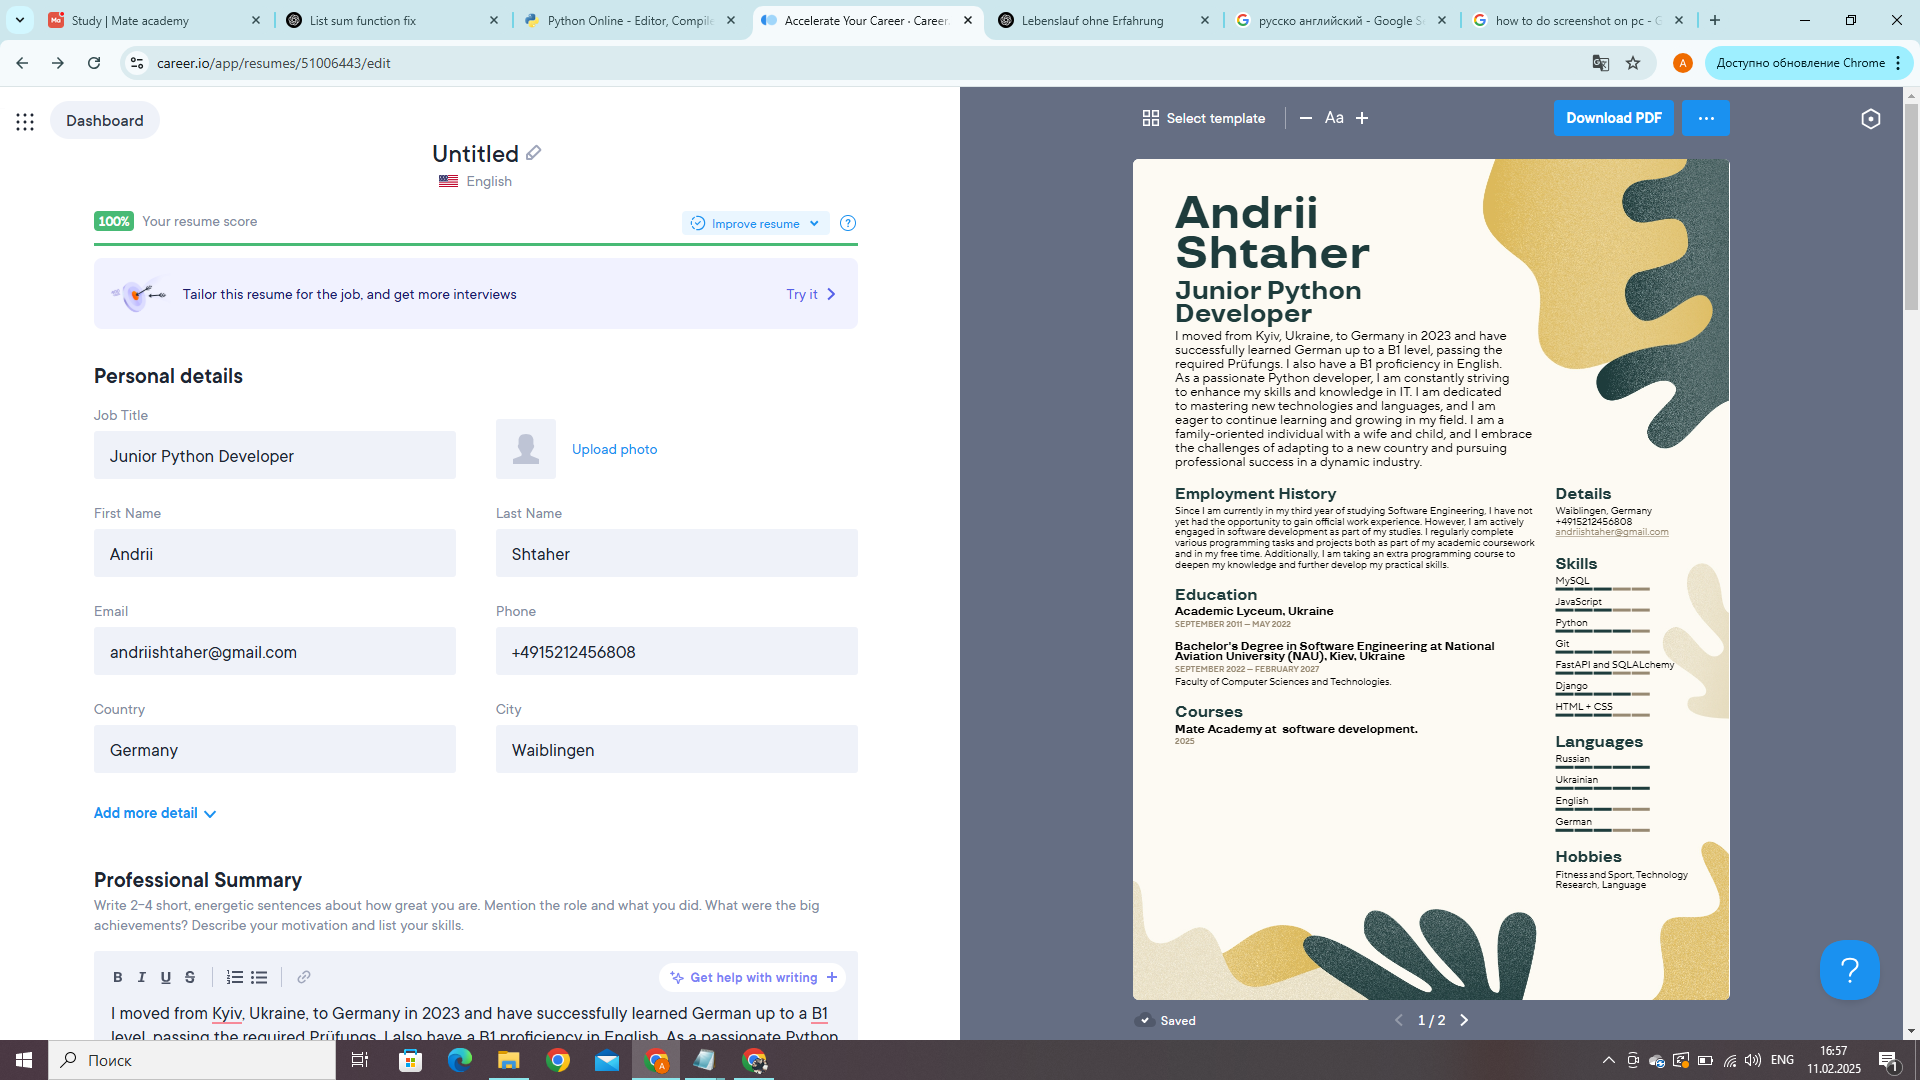 Study | Mate academy
List sum function fix
Python Online - Editor, Compile
Accelerate Your Career · Career.
Lebenslauf ohne Erfahrung
русско английский - Google Se
how to do screenshot on pc - G
career.io/app/resumes/51006443/edit
Доступно обновление Chrome
Dashboard
Untitled
English
100% Your resume score
Improve resume
Tailor this resume for the job, and get more interviews
Try it
Personal details
Job Title
Junior Python Developer
Upload photo
First Name
Last Name
Andrii
Shtaher
Email
Phone
andriishtaher@gmail.com
+4915212456808
Country
City
Germany
Waiblingen
Add more detail
Professional Summary
Write 2-4 short, energetic sentences about how great you are. Mention the role and what you did. What were the big
achievements? Describe your motivation and list your skills.
B I U S
Get help with writing +
I moved from Kyiv, Ukraine, to Germany in 2023 and have successfully learned German up to a B1
level, passing the required Prüfungs. I also have a B1 proficiency in English. As a passionate Python
Select template
Aa
Download PDF
Andrii
Shtaher
Junior Python
Developer
I moved from Kyiv, Ukraine, to Germany in 2023 and have
successfully learned German up to a B1 level, passing the
required Prüfungs. I also have a B1 proficiency in English.
As a passionate Python developer, I am constantly striving
to enhance my skills and knowledge in IT. I am dedicated
to mastering new technologies and languages, and I am
eager to continue learning and growing in my field. I am a
family-oriented individual with a wife and child, and I embrace
the challenges of adapting to a new country and pursuing
professional success in a dynamic industry.
Employment History
Since I am currently in my third year of studying Software Engineering, I have not
yet had the opportunity to gain official work experience. However, I am actively
engaged in software development as part of my studies. I regularly complete
various programming tasks and projects both as part of my academic coursework
and in my free time. Additionally, I am taking an extra programming course to
deepen my knowledge and further develop my practical skills.
Education
Academic Lyceum, Ukraine
SEPTEMBER 2011 — MAY 2022
Bachelor's Degree in Software Engineering at National
Aviation University (NAU), Kiev, Ukraine
SEPTEMBER 2022 — FEBRUARY 2027
Faculty of Computer Sciences and Technologies.
Courses
Mate Academy at software development.
2025
Details
Waiblingen, Germany
+4915212456808
andriishtaher@gmail.com
Skills
MySQL
JavaScript
Python
Git
FastAPI and SQLALchemy
Django
HTML + CSS
Languages
Russian
Ukrainian
English
German
Hobbies
Fitness and Sport, Technology
Research, Language
Saved
1 / 2
?
Поиск
ENG
16:57
11.02.2025
1